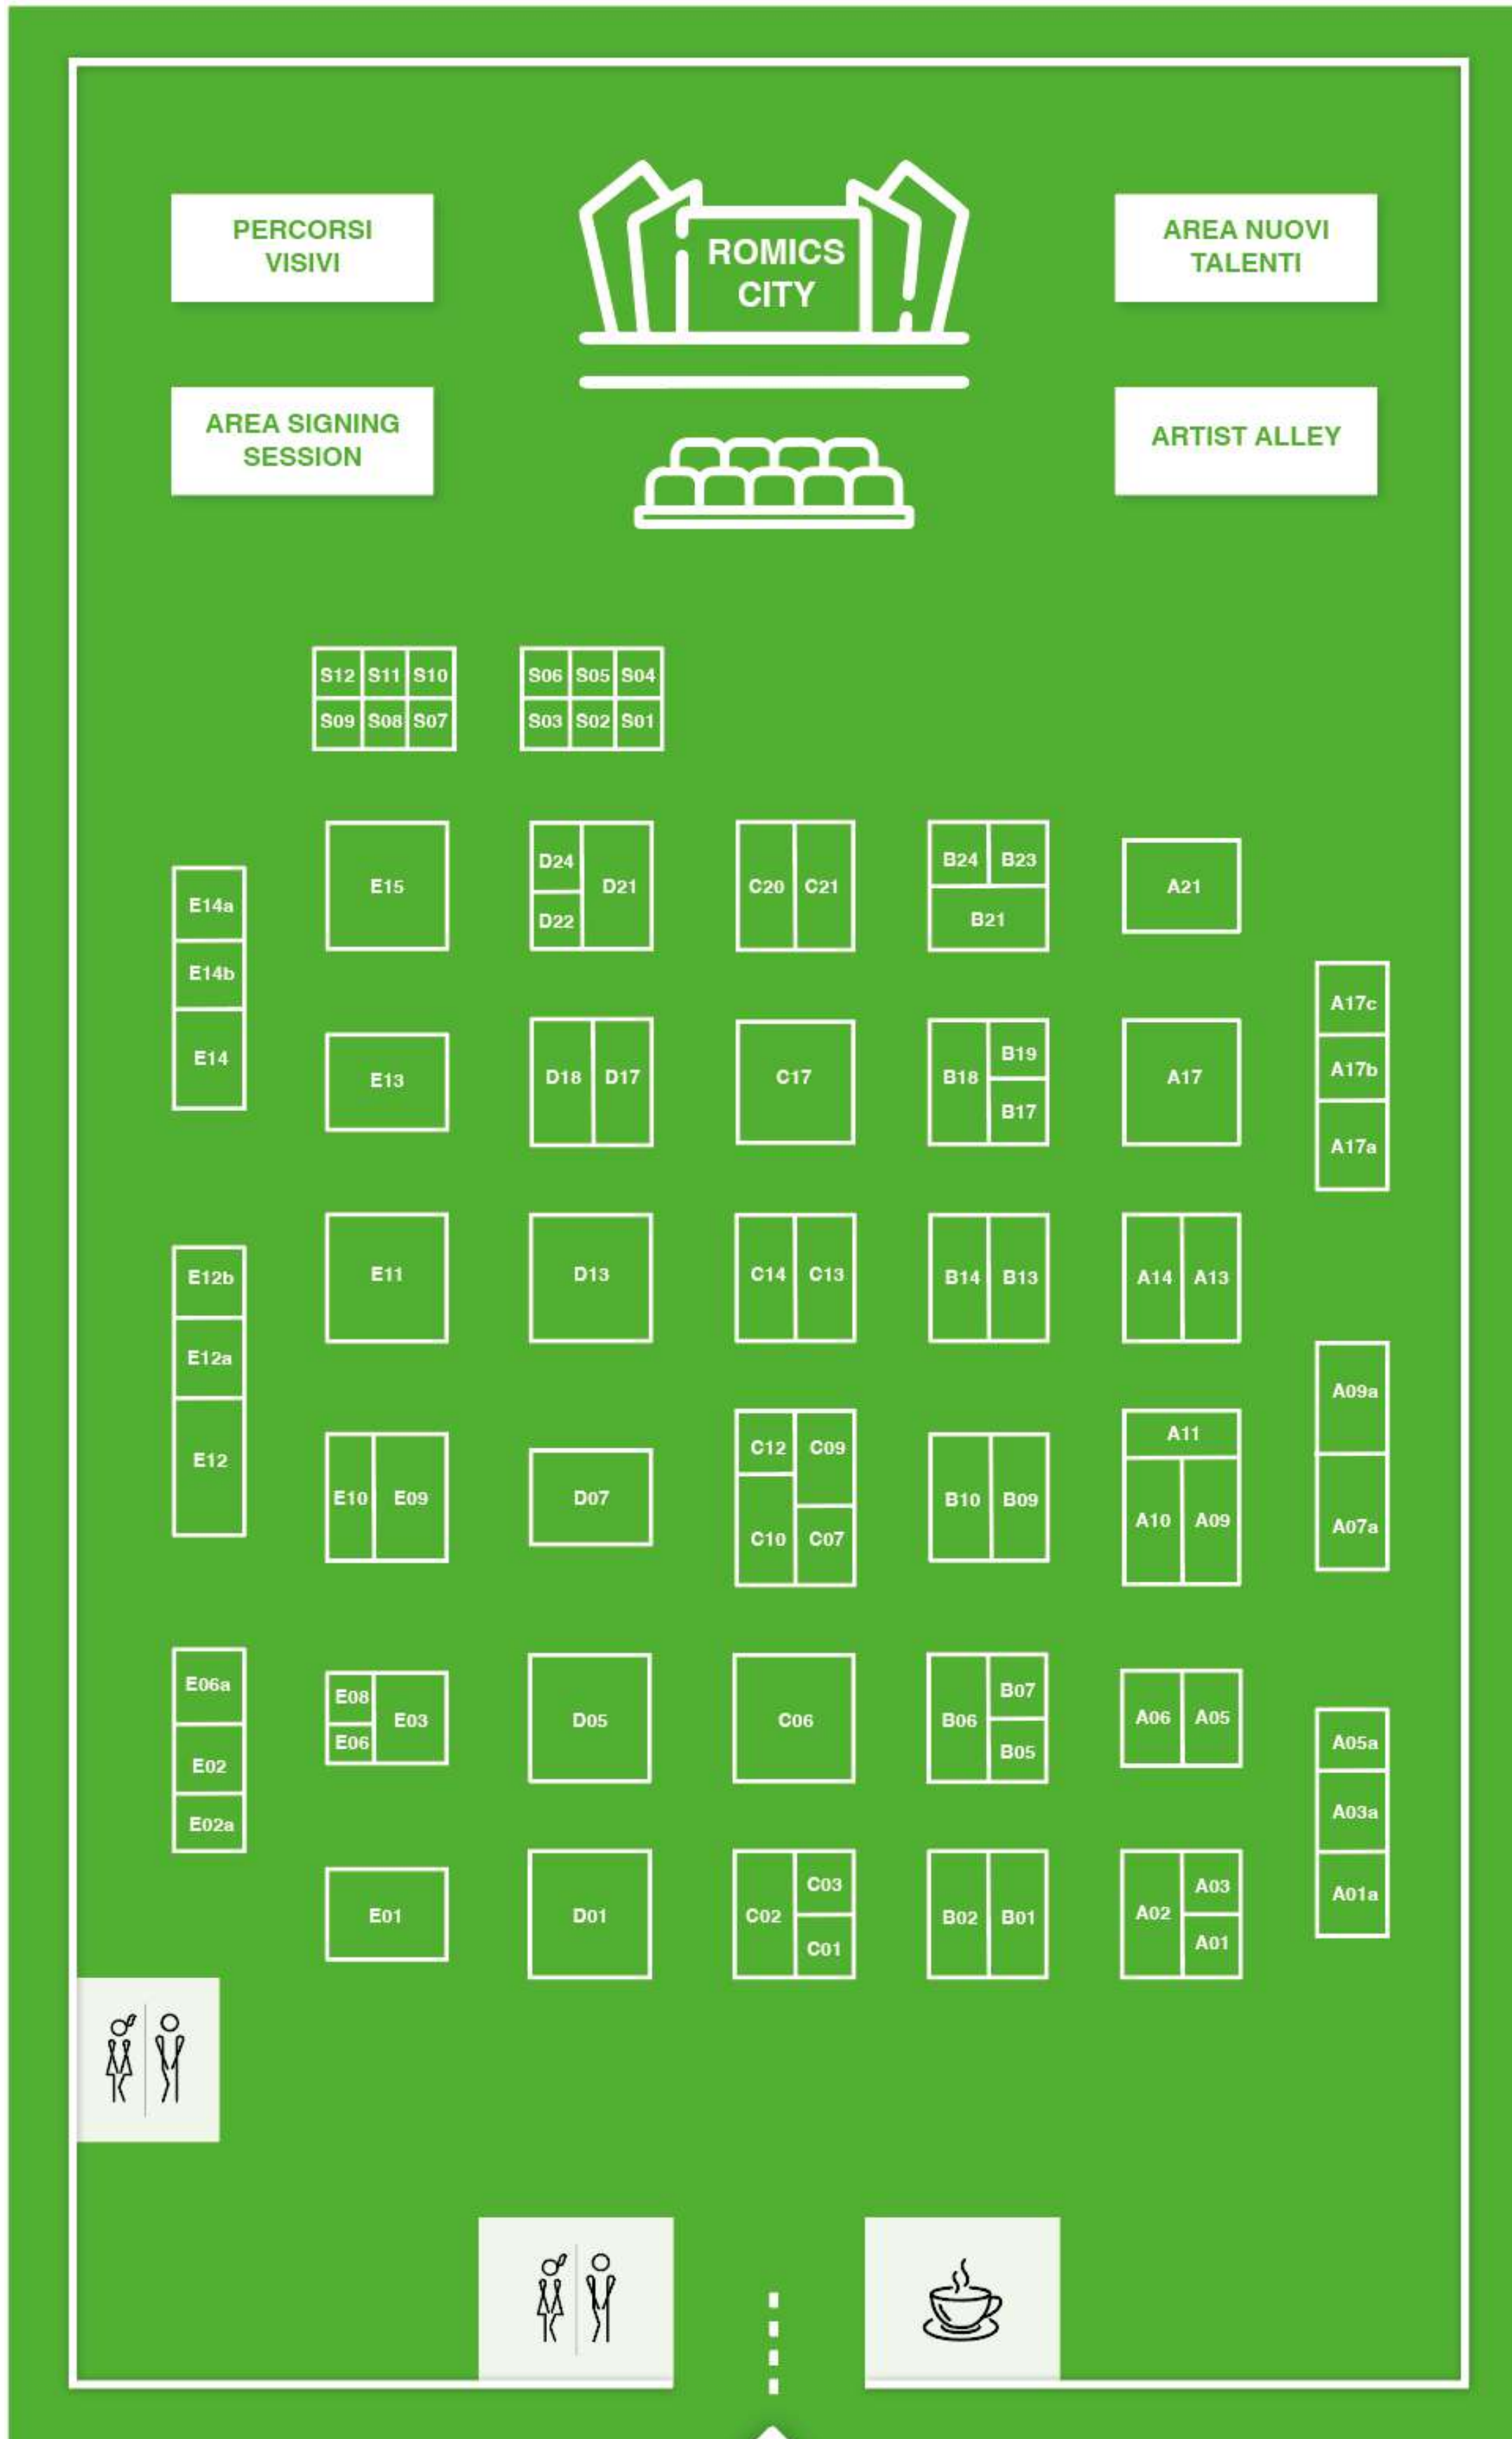 PERCORSI
VISIVI
ROMICS
CITY
AREA NUOVI
TALENTI
AREA SIGNING
SESSION
ARTIST ALLEY
S12 S11 S10
S09 S08 S07
S06 S05 S04
S03 S02 S01
E14a
E14b
E14
E15
D24
D22
D21
C20 C21
B24 B23
B21
A21
A17c
A17b
A17a
E13
D18 D17
C17
B18
B19
B17
A17
E12b
E12a
E12
E11
D13
C14 C13
B14 B13
A14 A13
A09a
A07a
E10 E09
D07
C12 C09
C10 C07
B10 B09
A11
A10 A09
E06a
E02
E02a
E08
E06
E03
D05
C06
B06
B07
B05
A06 A05
A05a
A03a
A01a
E01
D01
C02
C03
C01
B02 B01
A02
A03
A01